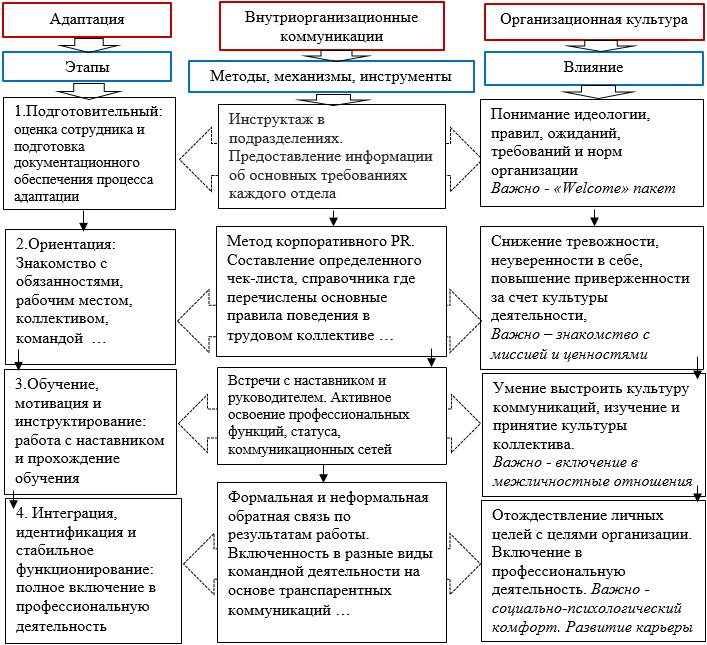 Адаптация
Внутриорганизационные
коммуникации
Организационная культура
Этапы
Методы, механизмы, инструменты
Влияние
1.Подготовительный:
оценка сотрудника и
подготовка
документационного
обеспечения процесса
адаптации
Инструктаж в
подразделениях.
Предоставление информации
об основных требованиях
каждого отдела
Понимание идеологии,
правил, ожиданий,
требований и норм
организации
Важно - «Welcome» пакет
2.Ориентация:
Знакомство с
обязанностями,
рабочим местом,
коллективом,
командой …
Метод корпоративного PR.
Составление определенного
чек-листа, справочника где
перечислены основные
правила поведения в
трудовом коллективе …
Снижение тревожности,
неуверенности в себе,
повышение приверженности
за счет культуры
деятельности,
Важно – знакомство с
миссией и ценностями
3.Обучение,
мотивация и
инструктирование:
работа с наставником
и прохождение
обучения
Встречи с наставником и
руководителем. Активное
освоение профессиональных
функций, статуса,
коммуникационных сетей
Умение выстроить культуру
коммуникаций, изучение и
принятие культуры
коллектива.
Важно - включение в
межличностные отношения
4. Интеграция,
идентификация и
стабильное
функционирование:
полное включение в
профессиональную
деятельность
Формальная и неформальная
обратная связь по
результатам работы.
Включенность в разные виды
командной деятельности на
основе транспарентных
коммуникаций …
Отождествление личных
целей с целями организации.
Включение в
профессиональную
деятельность. Важно -
социально-психологический
комфорт. Развитие карьеры